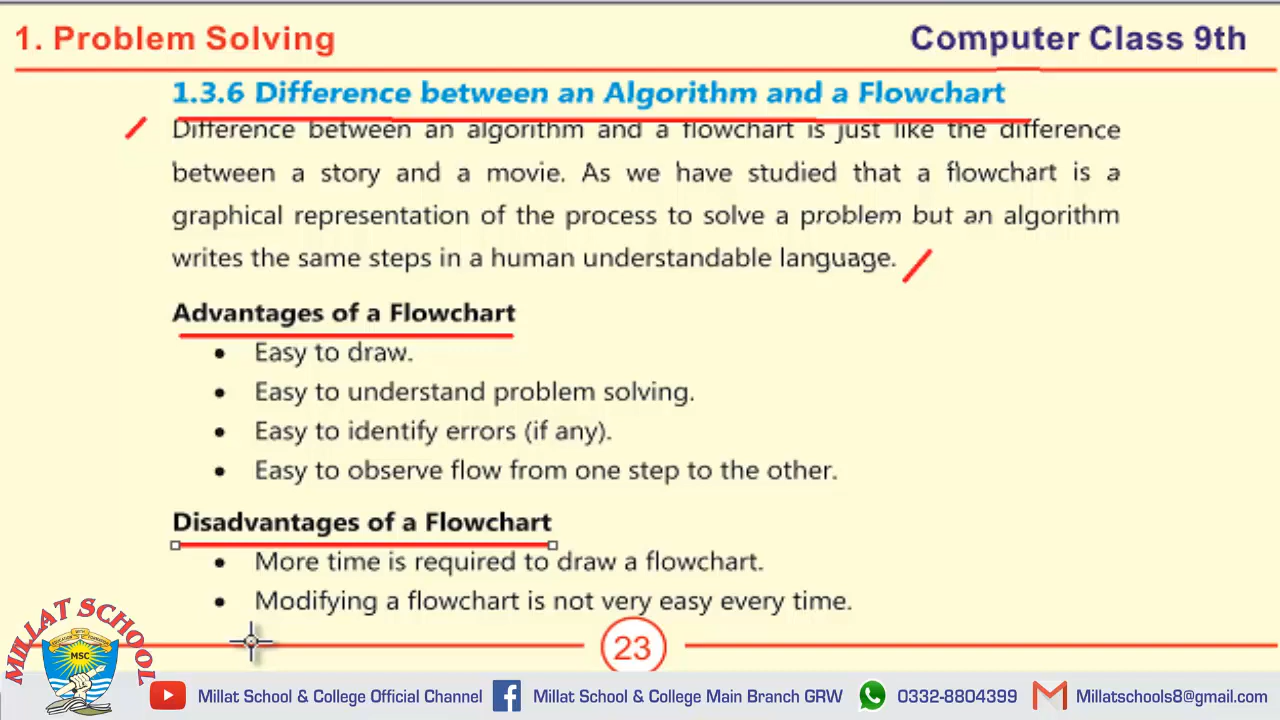 1. Problem Solving
Computer Class 9th
1.3.6 Difference between an Algorithm and a Flowchart
Difference between an algorithm and a flowchart is just like the difference
between a story and a movie. As we have studied that a flowchart is a
graphical representation of the process to solve a problem but an algorithm
writes the same steps in a human understandable language.
Advantages of a Flowchart
• Easy to draw.
• Easy to understand problem solving.
• Easy to identify errors (if any).
• Easy to observe flow from one step to the other.
Disadvantages of a Flowchart
• More time is required to draw a flowchart.
• Modifying a flowchart is not very easy every time.
23
MILLAT SCHOOL
MSC
Millat School & College Official Channel
Millat School & College Main Branch GRW
0332-8804399
Millatschools8@gmail.com